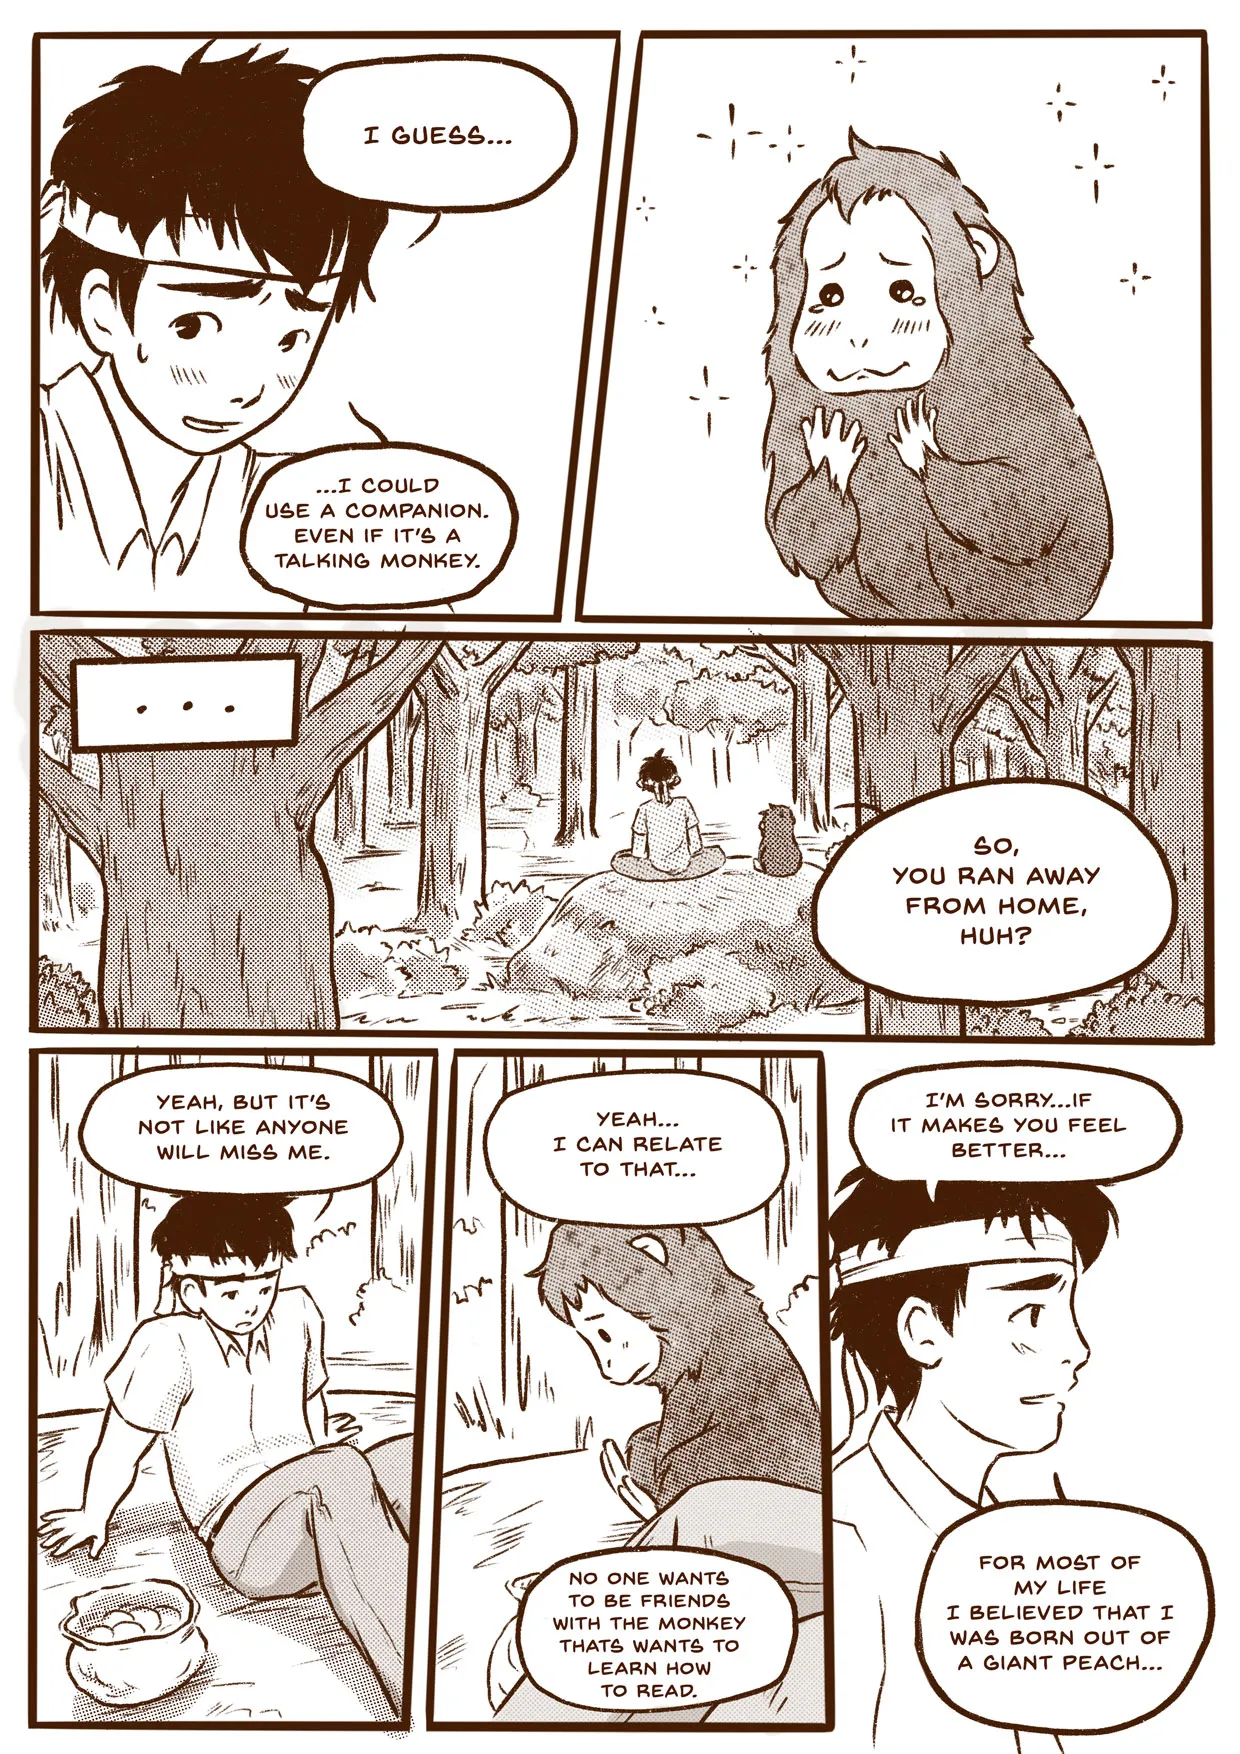 I GUESS...
...I COULD
USE A COMPANION.
EVEN IF IT'S A
TALKING MONKEY.
...
SO,
YOU RAN AWAY
FROM HOME,
HUH?
YEAH, BUT IT'S
NOT LIKE ANYONE
WILL MISS ME.
YEAH...
I CAN RELATE
TO THAT...
NO ONE WANTS
TO BE FRIENDS
WITH THE MONKEY
THATS WANTS TO
LEARN HOW
TO READ.
I'M SORRY...IF
IT MAKES YOU FEEL
BETTER...
FOR MOST OF
MY LIFE
I BELIEVED THAT I
WAS BORN OUT OF
A GIANT PEACH...